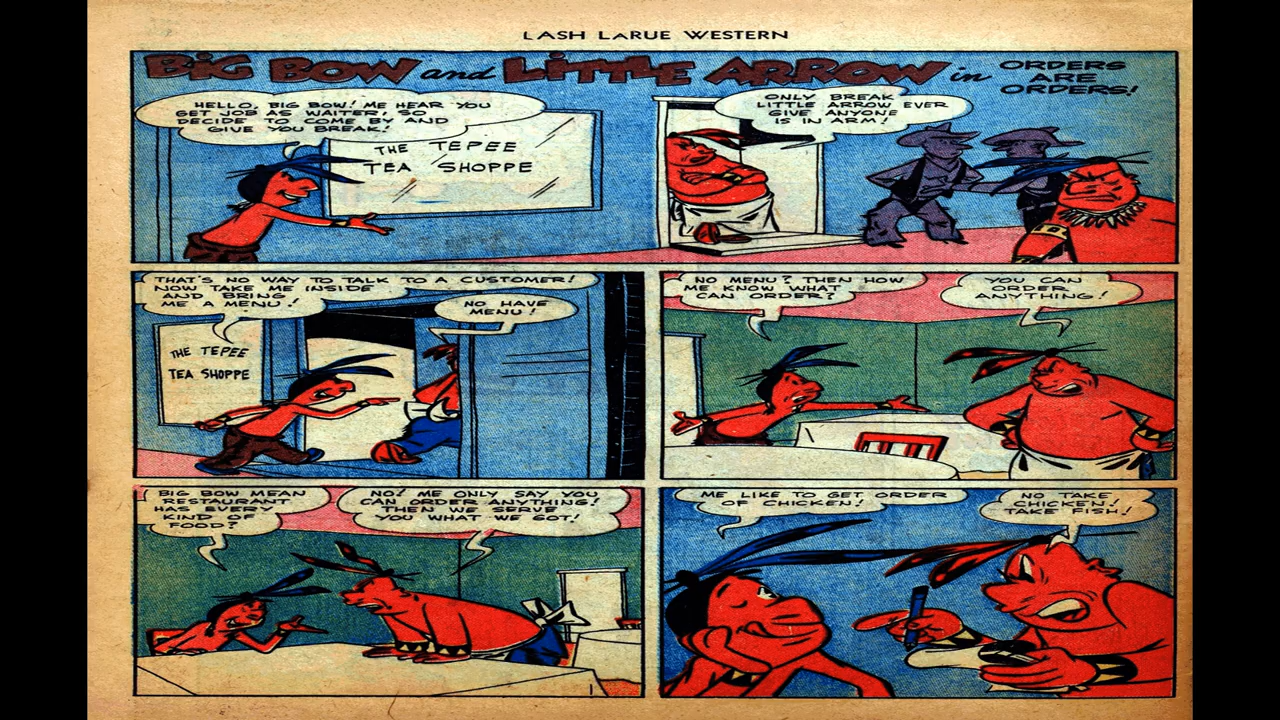 LASH LARUE WESTERN
BIG BOW and LITTLE ARROW in ORDERS
ARE
ORDERS!
HELLO, BIG BOW! ME HEAR YOU
GET JOB AS WAITER, SO
DECIDE TO COME BY AND
GIVE YOU BREAK!
THE TEPEE
TEA SHOPPE
ONLY BREAK
LITTLE ARROW EVER
GIVE ANYONE
IS IN ARM!
THAT'S NO WAY TO TALK TO A CUSTOMER!
NOW TAKE ME INSIDE
AND BRING
ME A MENU!
NO HAVE
MENU!
THE TEPEE
TEA SHOPPE
NO MENU? THEN HOW
ME KNOW WHAT
CAN ORDER?
YOU CAN
ORDER
ANYTHING!
BIG BOW MEAN
RESTAURANT
HAS EVERY
KIND OF
FOOD?
NO! ME ONLY SAY YOU
CAN ORDER ANYTHING!
THEN WE SERVE
YOU WHAT WE GOT!
ME LIKE TO GET ORDER
OF CHICKEN!
NO TAKE
CHICKEN!
TAKE FISH!